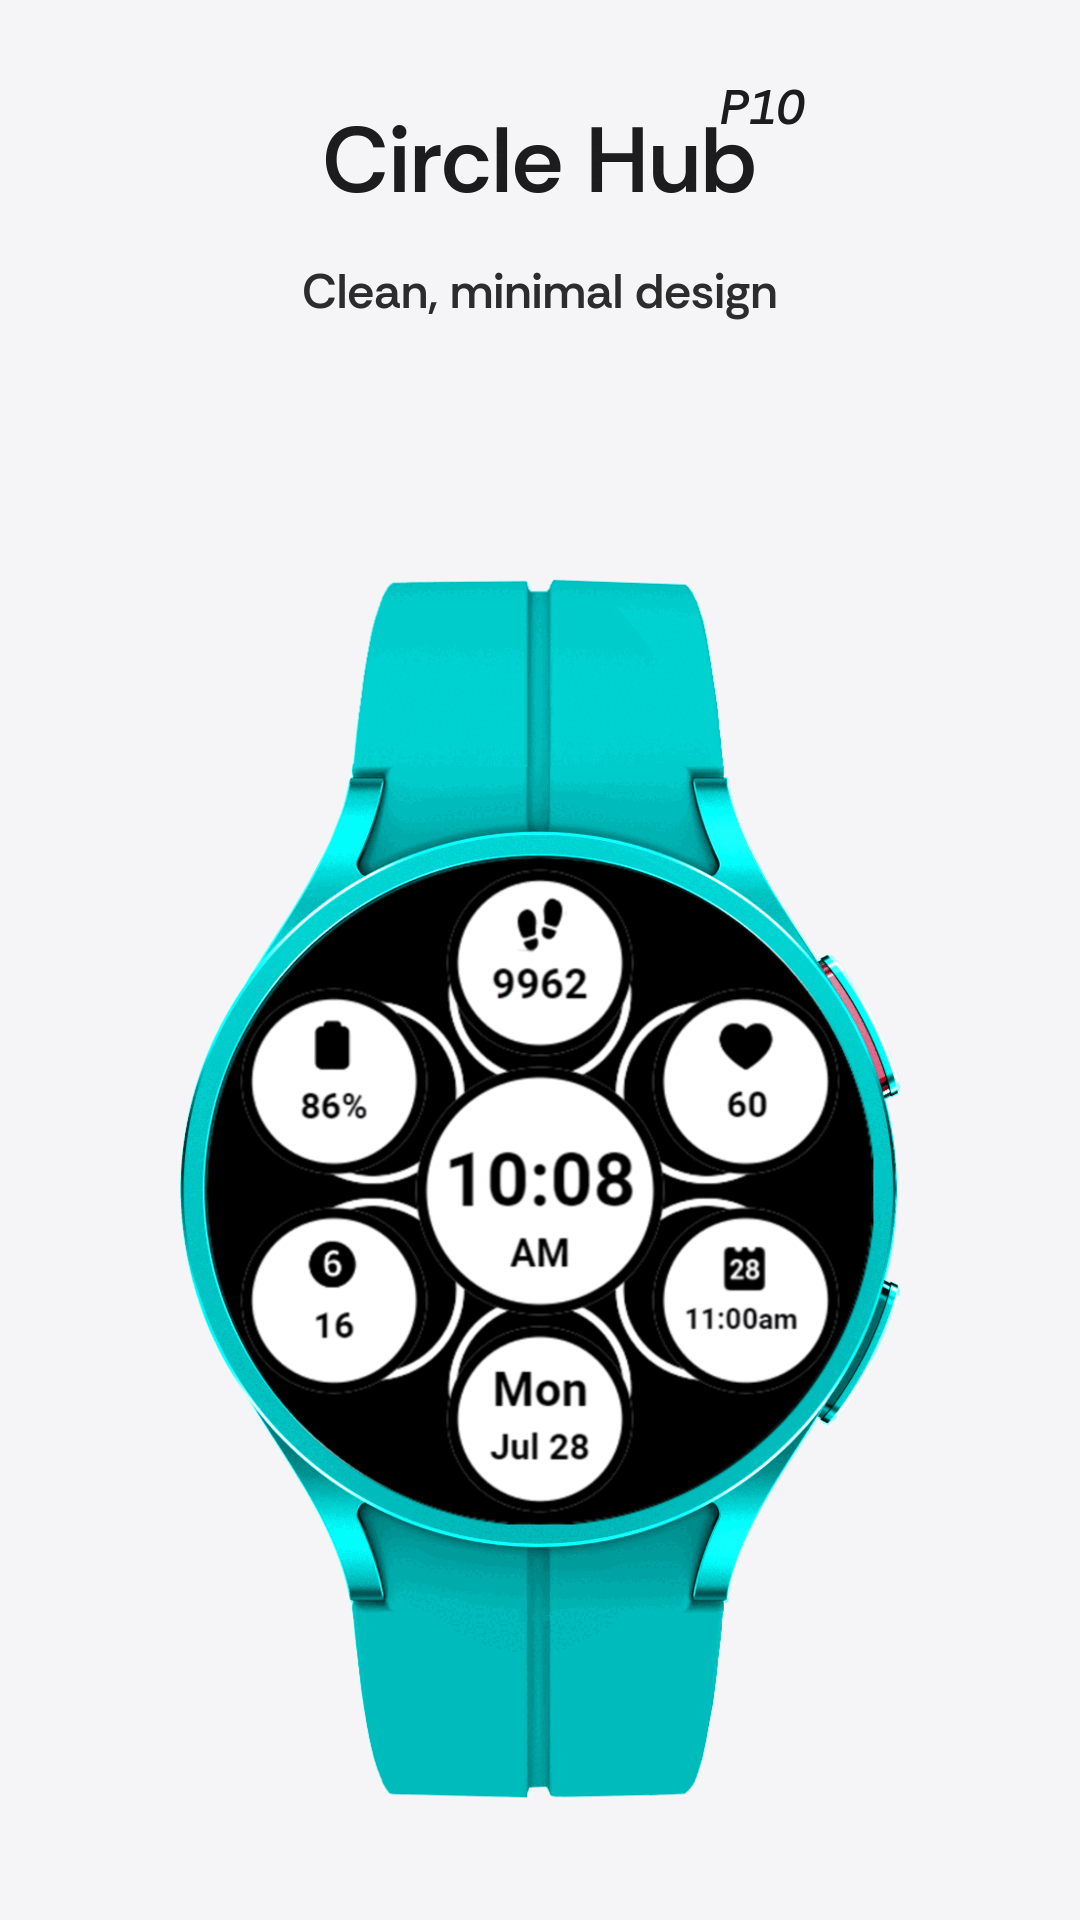 P10
Circle Hub
Clean, minimal design
9962
86%
60
10:08
AM
6
16
28
11:00am
Mon
Jul 28